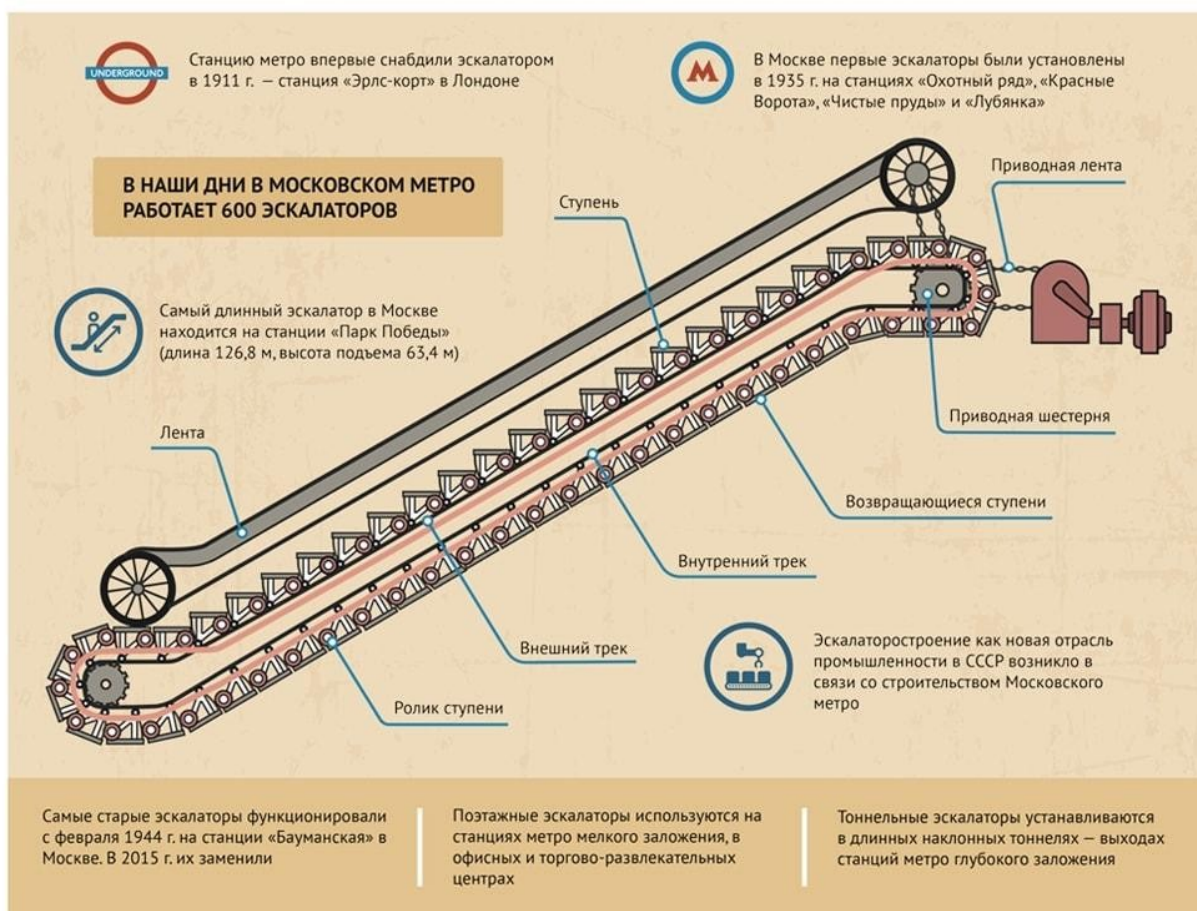 UNDERGROUND
Станцию метро впервые снабдили эскалатором
в 1911 г. — станция «Эрлс-корт» в Лондоне
М
В Москве первые эскалаторы были установлены
в 1935 г. на станциях «Охотный ряд», «Красные
Ворота», «Чистые пруды» и «Лубянка»
В НАШИ ДНИ В МОСКОВСКОМ МЕТРО
РАБОТАЕТ 600 ЭСКАЛАТОРОВ
Ступень
Приводная лента
Самый длинный эскалатор в Москве
находится на станции «Парк Победы»
(длина 126,8 м, высота подъема 63,4 м)
Лента
Приводная шестерня
Возвращающиеся ступени
Внутренний трек
Внешний трек
Ролик ступени
Эскалаторостроение как новая отрасль
промышленности в СССР возникло в
связи со строительством Московского
метро
Самые старые эскалаторы функционировали
с февраля 1944 г. на станции «Бауманская» в
Москве. В 2015 г. их заменили
Поэтажные эскалаторы используются на
станциях метро мелкого заложения, в
офисных и торгово-развлекательных
центрах
Тоннельные эскалаторы устанавливаются
в длинных наклонных тоннелях — выходах
станций метро глубокого заложения